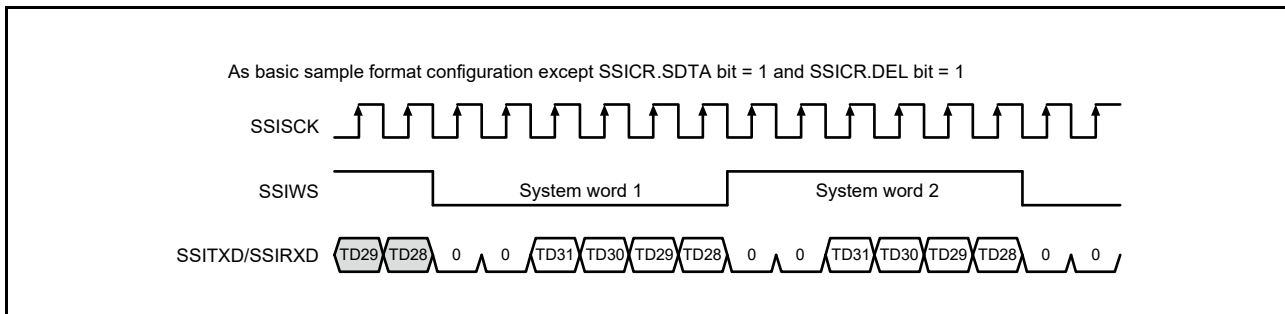 As basic sample format configuration except SSICR.SDTA bit = 1 and SSICR.DEL bit = 1
SSISCK
SSIWS System word 1 System word 2
SSITXD/SSIRXD TD29 TD28 0 0 TD31 TD30 TD29 TD28 0 0 TD31 TD30 TD29 TD28 0 0